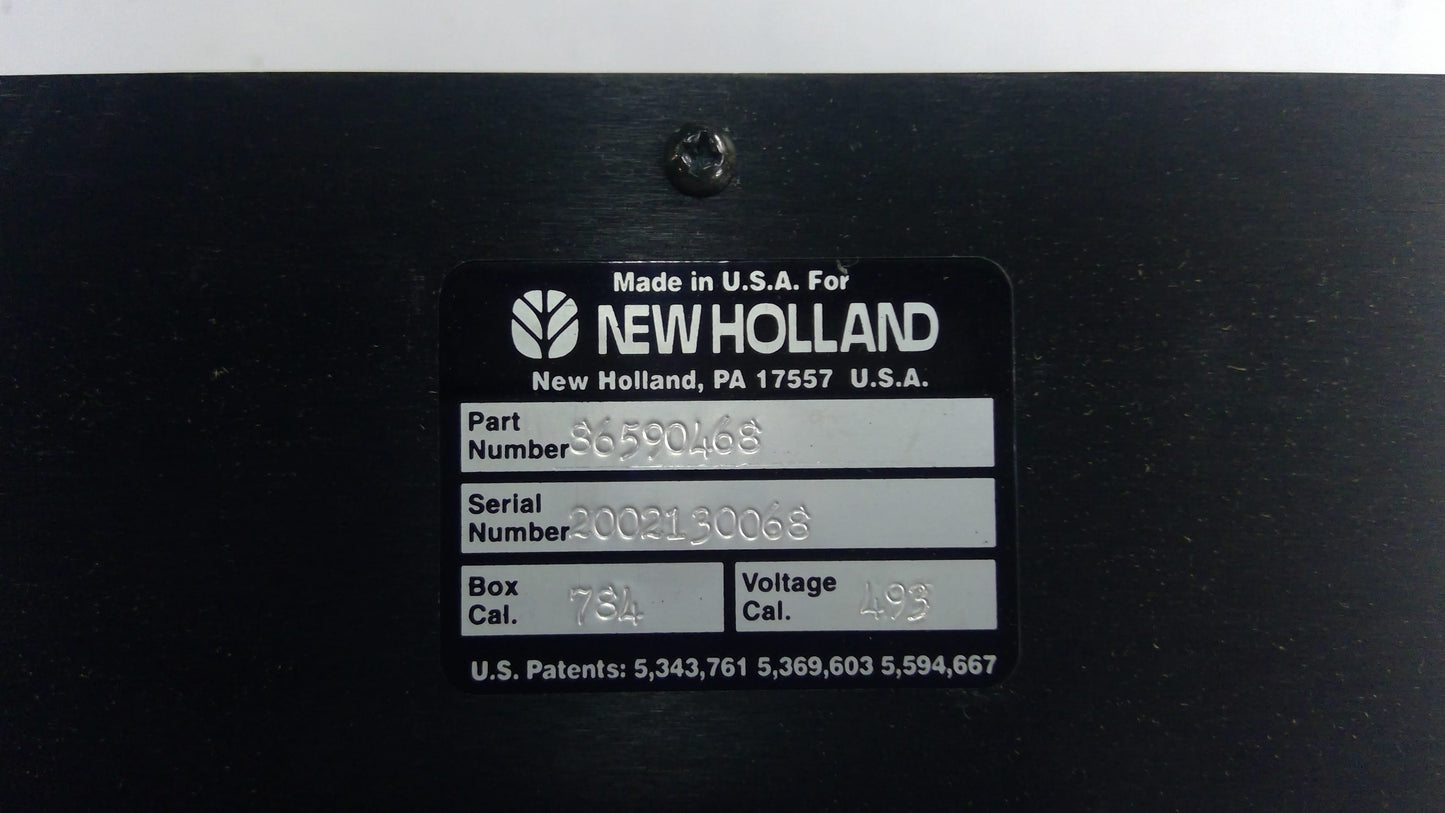 Made in U.S.A. For
NEW HOLLAND
New Holland, PA 17557 U.S.A.
Part
Number 86590468
Serial
Number 2002130068
Box
Cal. 784
Voltage
Cal. 493
U.S. Patents: 5,343,761 5,369,603 5,594,667